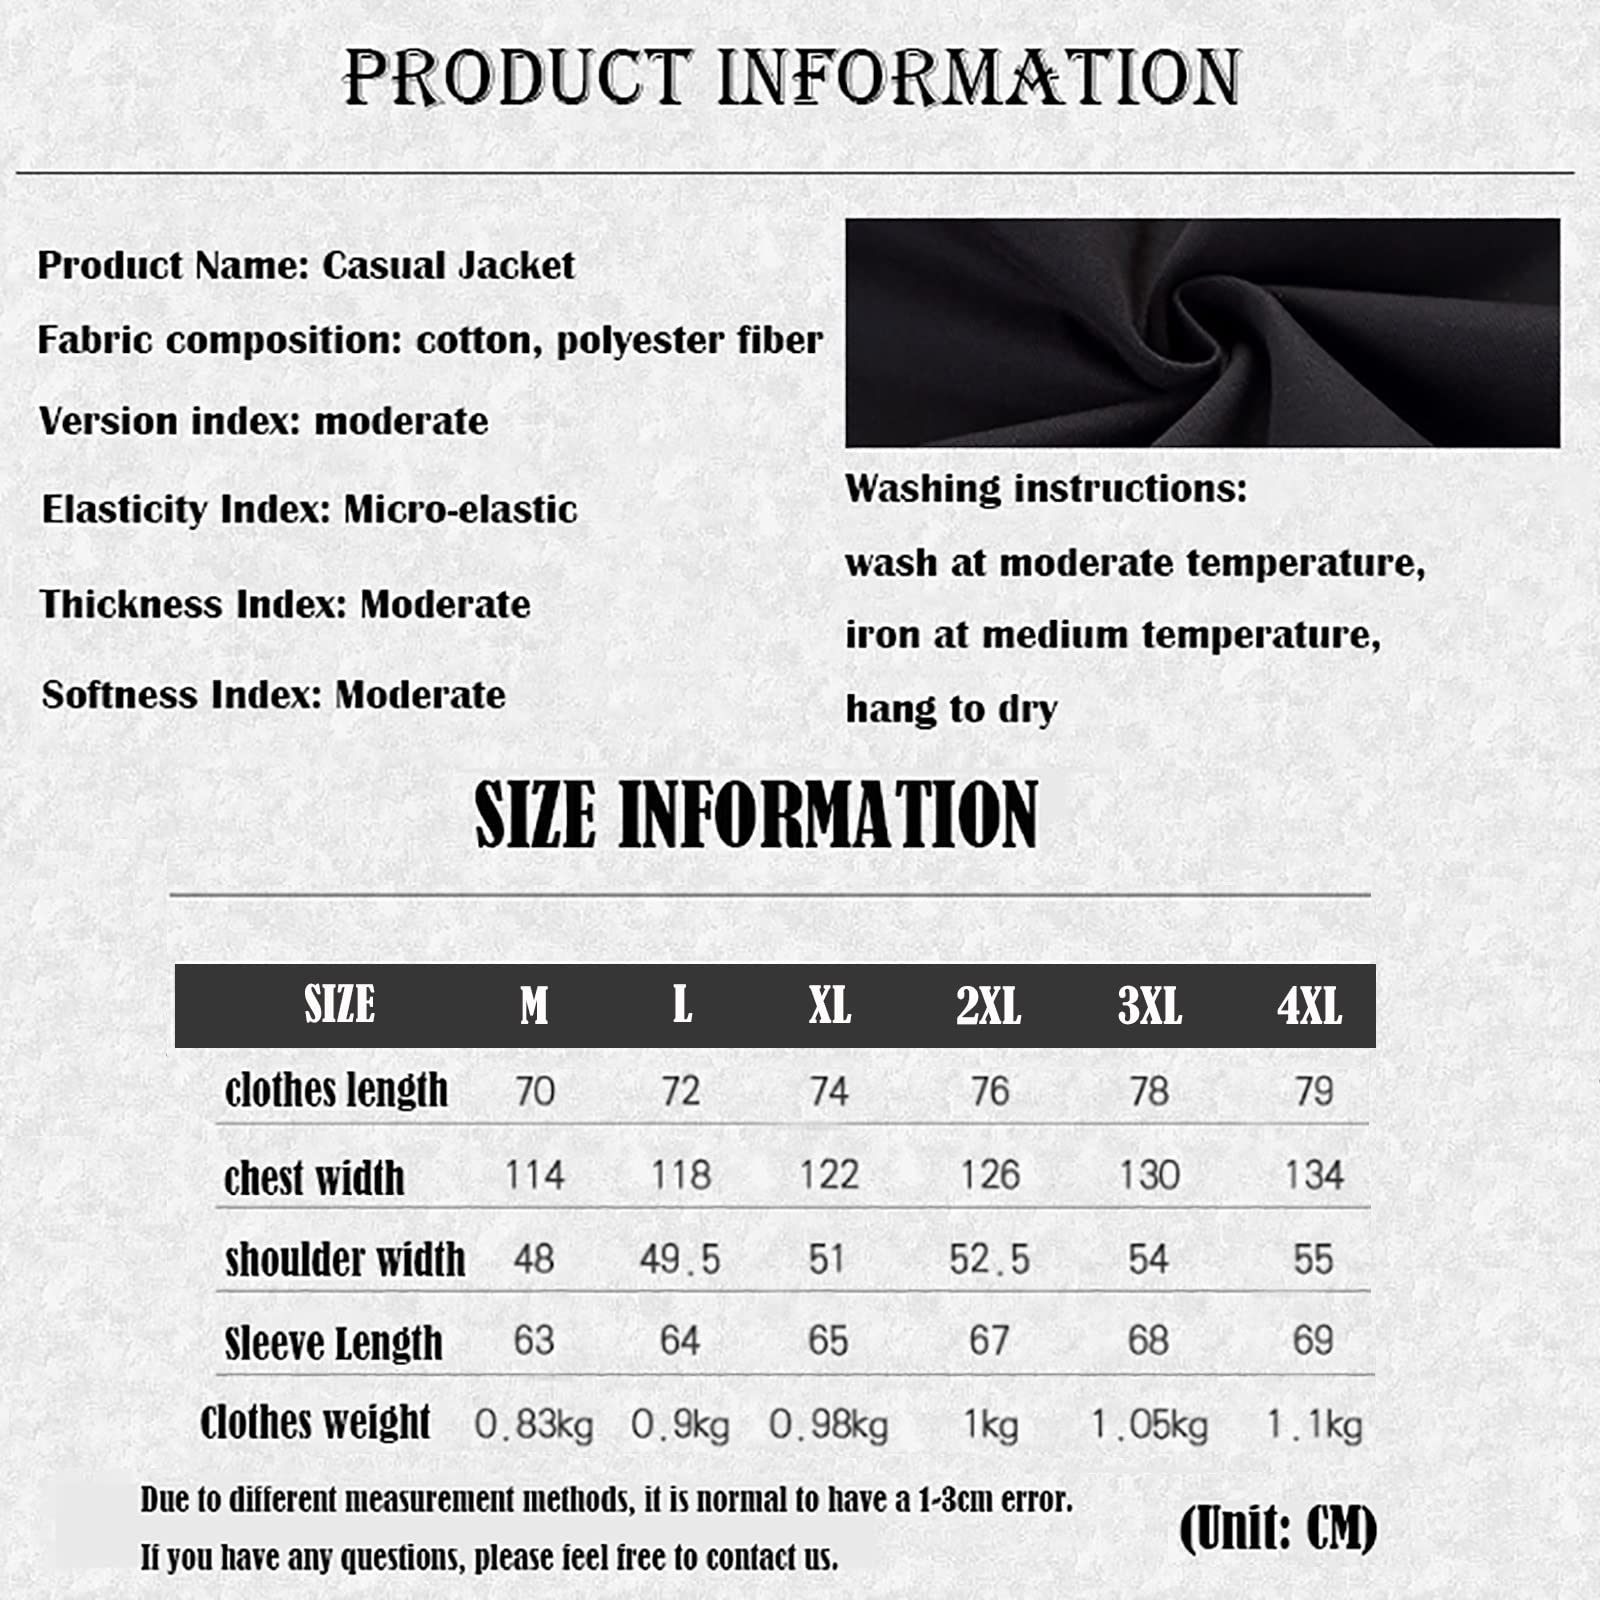 PRODUCT INFORMATION
Product Name: Casual Jacket
Fabric composition: cotton, polyester fiber
Version index: moderate
Elasticity Index: Micro-elastic
Thickness Index: Moderate
Softness Index: Moderate
Washing instructions:
wash at moderate temperature,
iron at medium temperature,
hang to dry
SIZE INFORMATION
SIZE M L XL 2XL 3XL 4XL
clothes length 70 72 74 76 78 79
chest width 114 118 122 126 130 134
shoulder width 48 49.5 51 52.5 54 55
Sleeve Length 63 64 65 67 68 69
Clothes weight 0.83kg 0.9kg 0.98kg 1kg 1.05kg 1.1kg
Due to different measurement methods, it is normal to have a 1-3cm error.
If you have any questions, please feel free to contact us.
(Unit: CM)